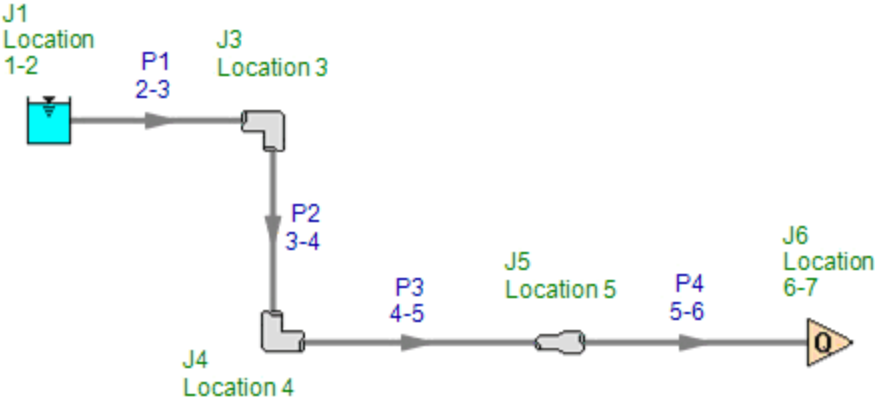 J1
Location
1-2
P1
2-3
J3
Location 3
P2
3-4
J4
Location 4
P3
4-5
J5
Location 5
P4
5-6
J6
Location
6-7
Q